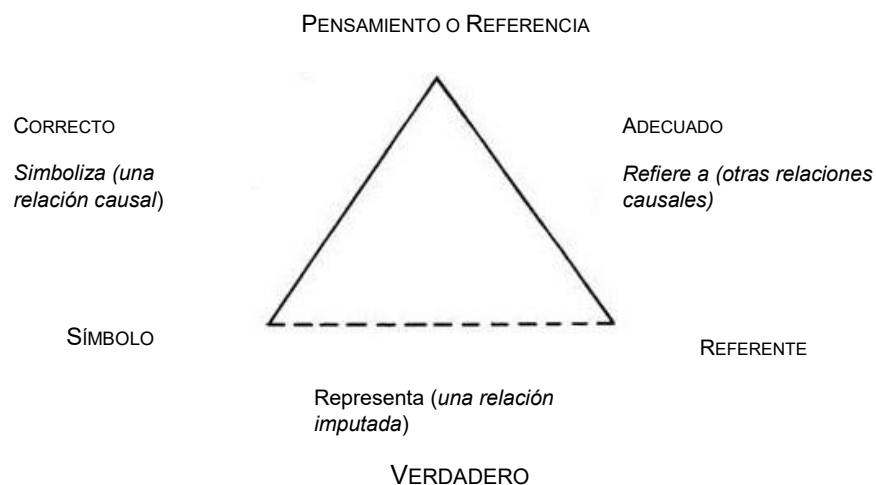 PENSAMIENTO O REFERENCIA
CORRECTO
Simboliza (una
relación causal)
ADECUADO
Refiere a (otras relaciones
causales)
SÍMBOLO
REFERENTE
Representa (una relación
imputada)
VERDADERO